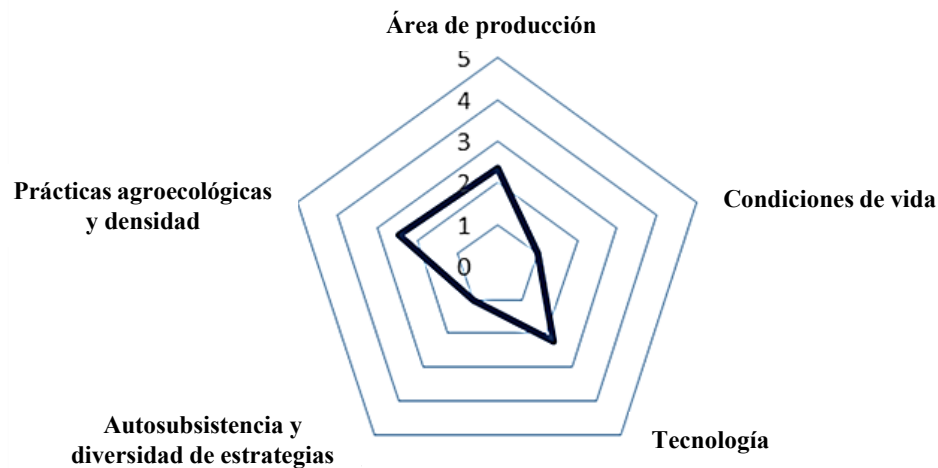 Área de producción
5
4
3
2
1
0
Prácticas agroecológicas
y densidad
Condiciones de vida
Autosubsistencia y
diversidad de estrategias
Tecnología